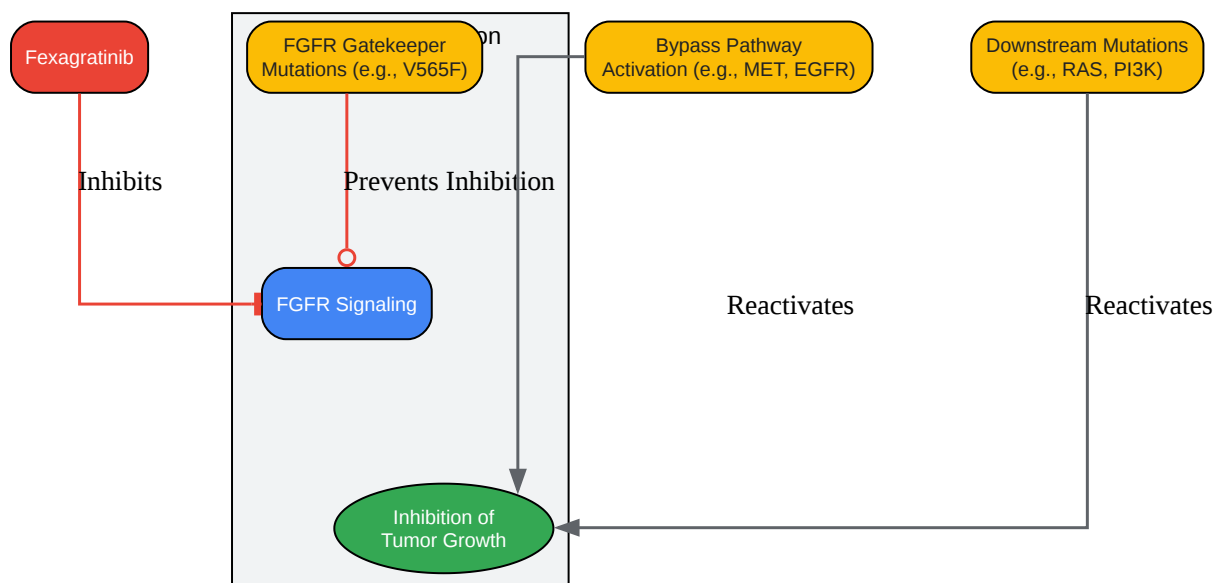 Fexagratinib
FGFR Gatekeeper
Mutations (e.g., V565F)
on
Bypass Pathway
Activation (e.g., MET, EGFR)
Downstream Mutations
(e.g., RAS, PI3K)
Inhibits
Prevents Inhibition
FGFR Signaling
Reactivates
Reactivates
Inhibition of
Tumor Growth